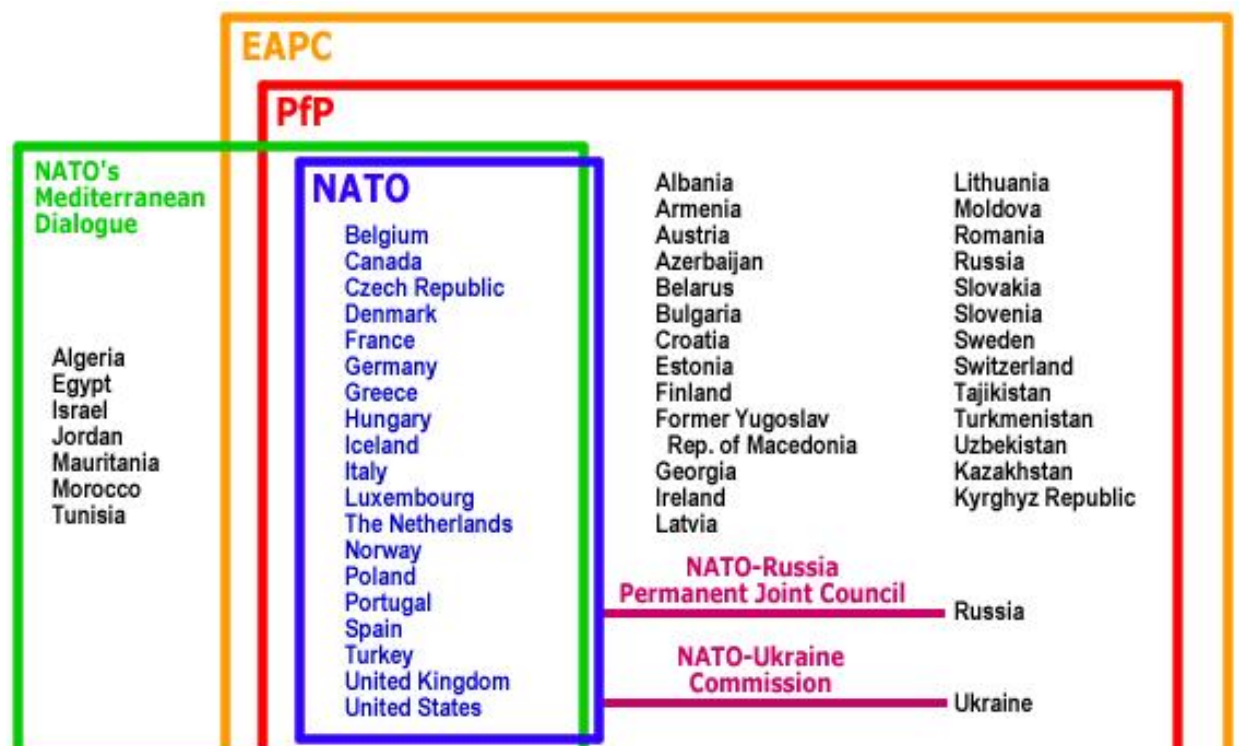 EAPC
PfP
NATO's
Mediterranean
Dialogue
Algeria
Egypt
Israel
Jordan
Mauritania
Morocco
Tunisia
NATO
Belgium
Canada
Czech Republic
Denmark
France
Germany
Greece
Hungary
Iceland
Italy
Luxembourg
The Netherlands
Norway
Poland
Portugal
Spain
Turkey
United Kingdom
United States
Albania
Armenia
Austria
Azerbaijan
Belarus
Bulgaria
Croatia
Estonia
Finland
Former Yugoslav
Rep. of Macedonia
Georgia
Ireland
Latvia
Lithuania
Moldova
Romania
Russia
Slovakia
Slovenia
Sweden
Switzerland
Tajikistan
Turkmenistan
Uzbekistan
Kazakhstan
Kyrghyz Republic
NATO-Russia
Permanent Joint Council
Russia
NATO-Ukraine
Commission
Ukraine